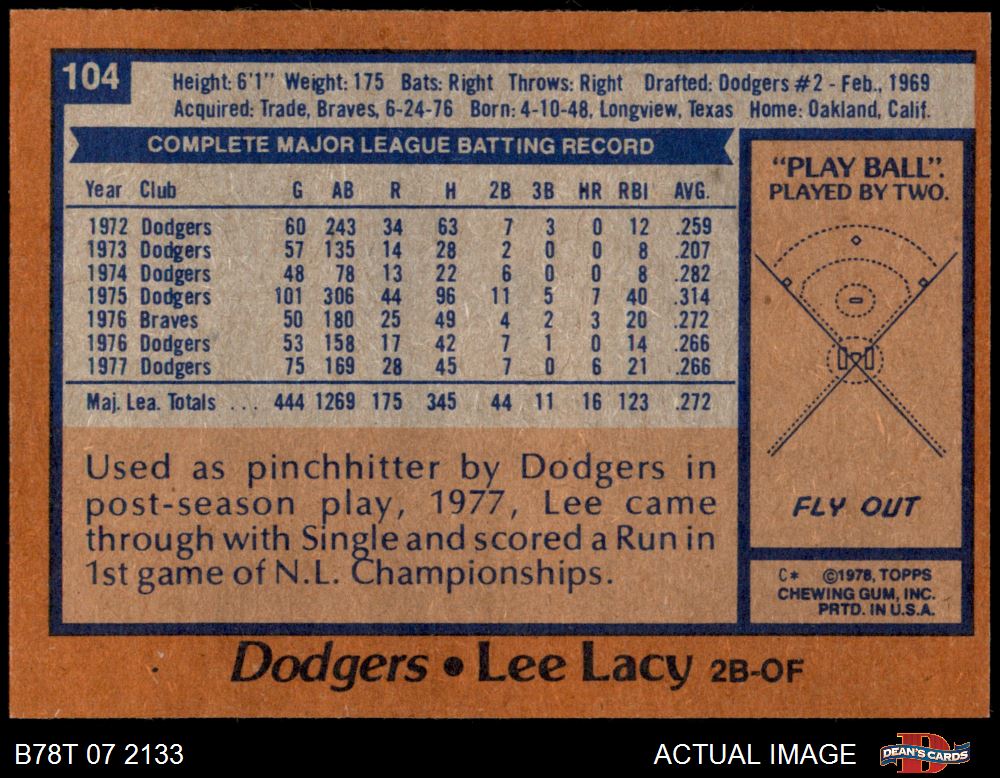 104
Height: 6'1" Weight: 175 Bats: Right Throws: Right Drafted: Dodgers #2 - Feb., 1969
Acquired: Trade, Braves, 6-24-76 Born: 4-10-48, Longview, Texas Home: Oakland, Calif.
COMPLETE MAJOR LEAGUE BATTING RECORD
Year Club G AB R H 2B 3B HR RBI AVG.
1972 Dodgers 60 243 34 63 7 3 0 12 .259
1973 Dodgers 57 135 14 28 2 0 0 8 .207
1974 Dodgers 48 78 13 22 6 0 0 8 .282
1975 Dodgers 101 306 44 96 11 5 7 40 .314
1976 Braves 50 180 25 49 4 2 3 20 .272
1976 Dodgers 53 158 17 42 7 1 0 14 .266
1977 Dodgers 75 169 28 45 7 0 6 21 .266
Maj. Lea. Totals ... 444 1269 175 345 44 11 16 123 .272
Used as pinchhitter by Dodgers in
post-season play, 1977, Lee came
through with Single and scored a Run in
1st game of N.L. Championships.
"PLAY BALL".
PLAYED BY TWO.
FLY OUT
C* ©1978, TOPPS
CHEWING GUM, INC.
PRTD. IN U.S.A.
Dodgers • Lee Lacy 2B-OF
B78T 07 2133
ACTUAL IMAGE
D
DEAN'S CARDS